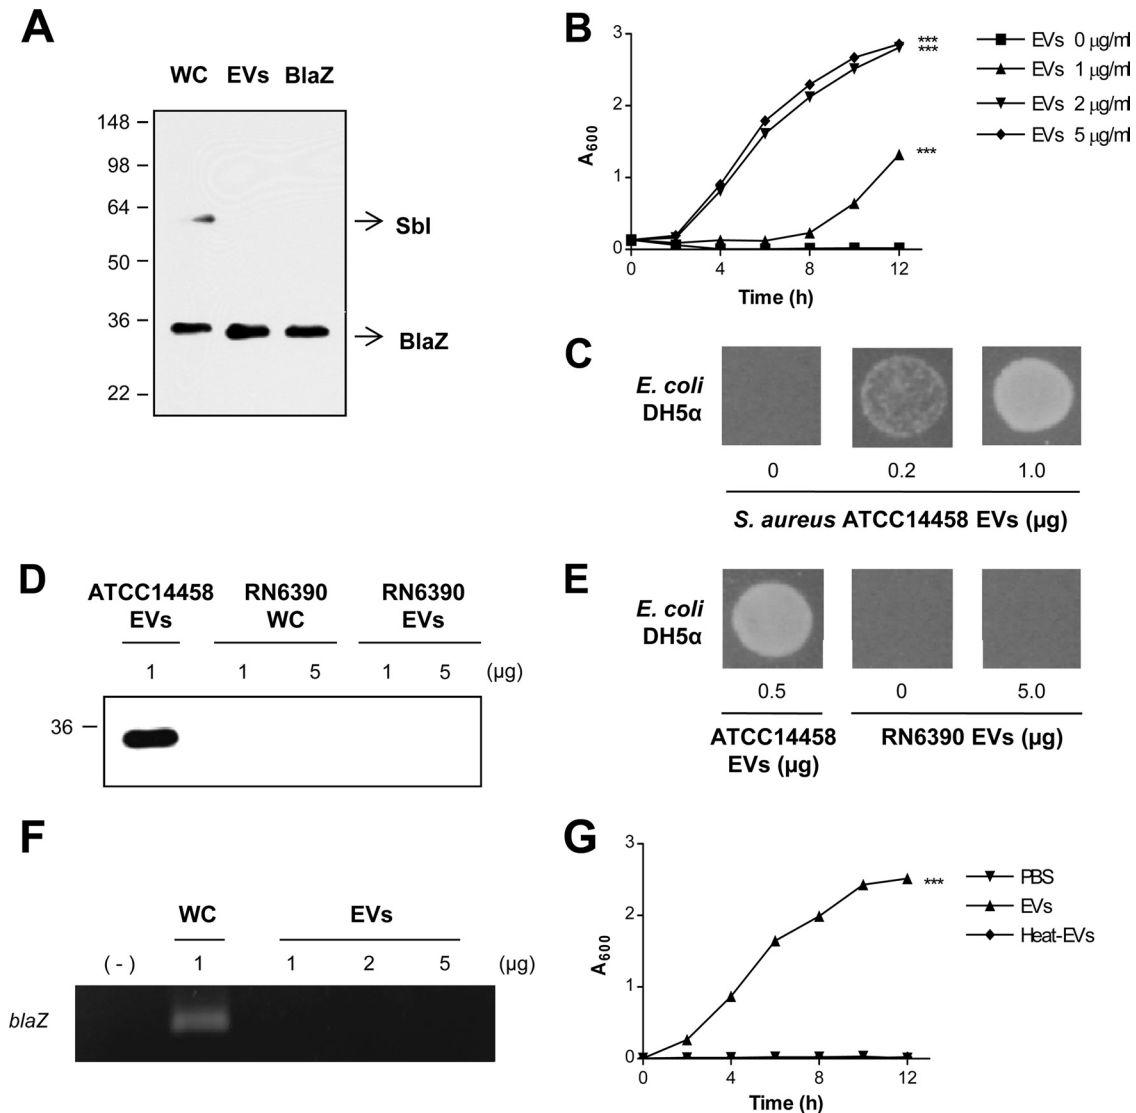 A
WC EVs BlaZ
148
98
64
50
36
22
SbI
BlaZ
B
3
2
1
0
A600
0 4 8 12
Time (h)
***
***
***
EVs 0 µg/ml
EVs 1 µg/ml
EVs 2 µg/ml
EVs 5 µg/ml
C
E. coli
DH5α
0 0.2 1.0
S. aureus ATCC14458 EVs (µg)
D
ATCC14458 RN6390 RN6390
EVs WC EVs
1 1 5 1 5 (µg)
36
E
E. coli
DH5α
0.5 0 5.0
ATCC14458 RN6390 EVs (µg)
EVs (µg)
F
WC EVs
(-) 1 1 2 5 (µg)
blaZ
G
3
2
1
0
A600
0 4 8 12
Time (h)
***
PBS
EVs
Heat-EVs